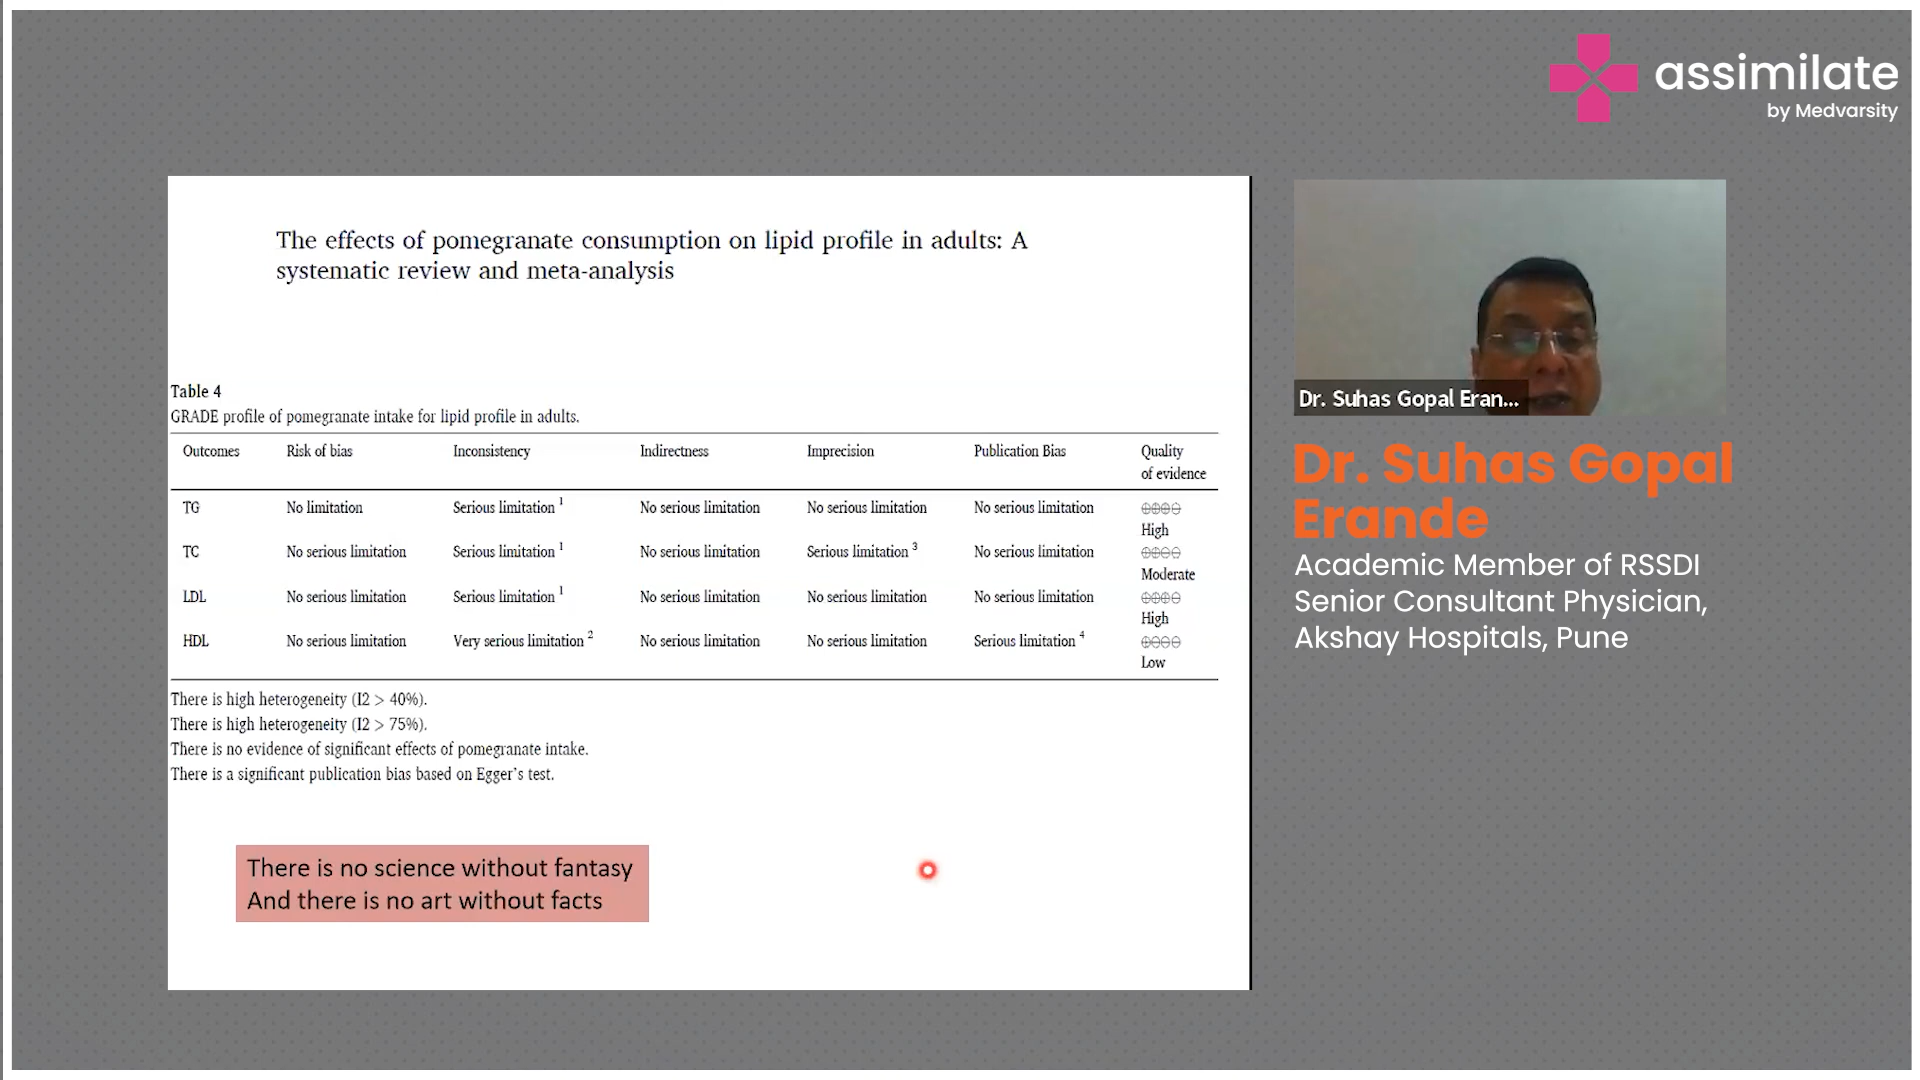 assimilate
by Medvarsity
The effects of pomegranate consumption on lipid profile in adults: A
systematic review and meta-analysis
Table 4
GRADE profile of pomegranate intake for lipid profile in adults.
Outcomes Risk of bias Inconsistency Indirectness Imprecision Publication Bias Quality
of evidence
TG No limitation Serious limitation 1 No serious limitation No serious limitation No serious limitation ⊕⊕⊕⊖
High
TC No serious limitation Serious limitation 1 No serious limitation Serious limitation 3 No serious limitation ⊕⊕⊖⊖
Moderate
LDL No serious limitation Serious limitation 1 No serious limitation No serious limitation No serious limitation ⊕⊕⊕⊖
High
HDL No serious limitation Very serious limitation 2 No serious limitation No serious limitation Serious limitation 4 ⊕⊖⊖⊖
Low
There is high heterogeneity (I2 > 40%).
There is high heterogeneity (I2 > 75%).
There is no evidence of significant effects of pomegranate intake.
There is a significant publication bias based on Egger's test.
There is no science without fantasy
And there is no art without facts
Dr. Suhas Gopal Eran...
Dr. Suhas Gopal
Erande
Academic Member of RSSDI
Senior Consultant Physician,
Akshay Hospitals, Pune